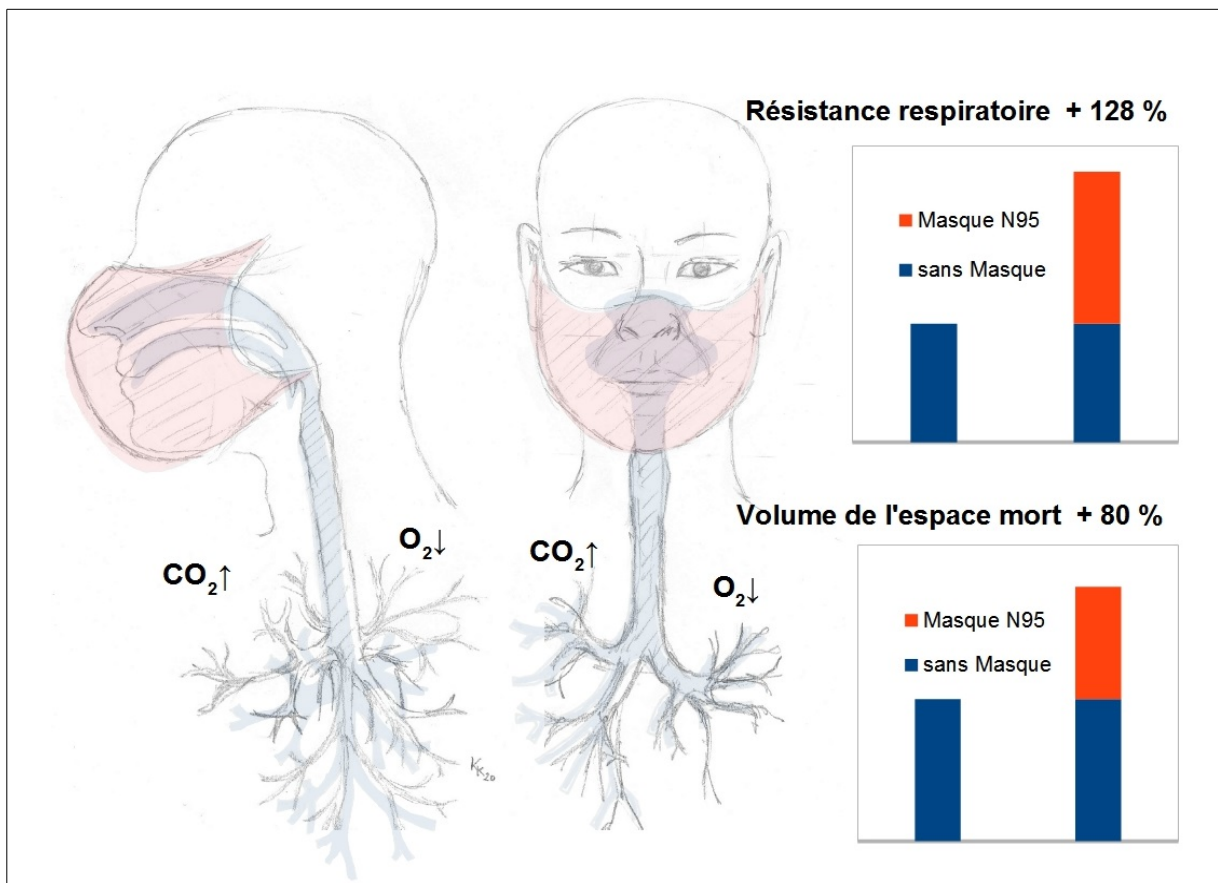 Résistance respiratoire + 128 %
Masque N95
sans Masque
O₂↓
CO₂↑
CO₂↑
O₂↓
Volume de l'espace mort + 80 %
Masque N95
sans Masque
KK20